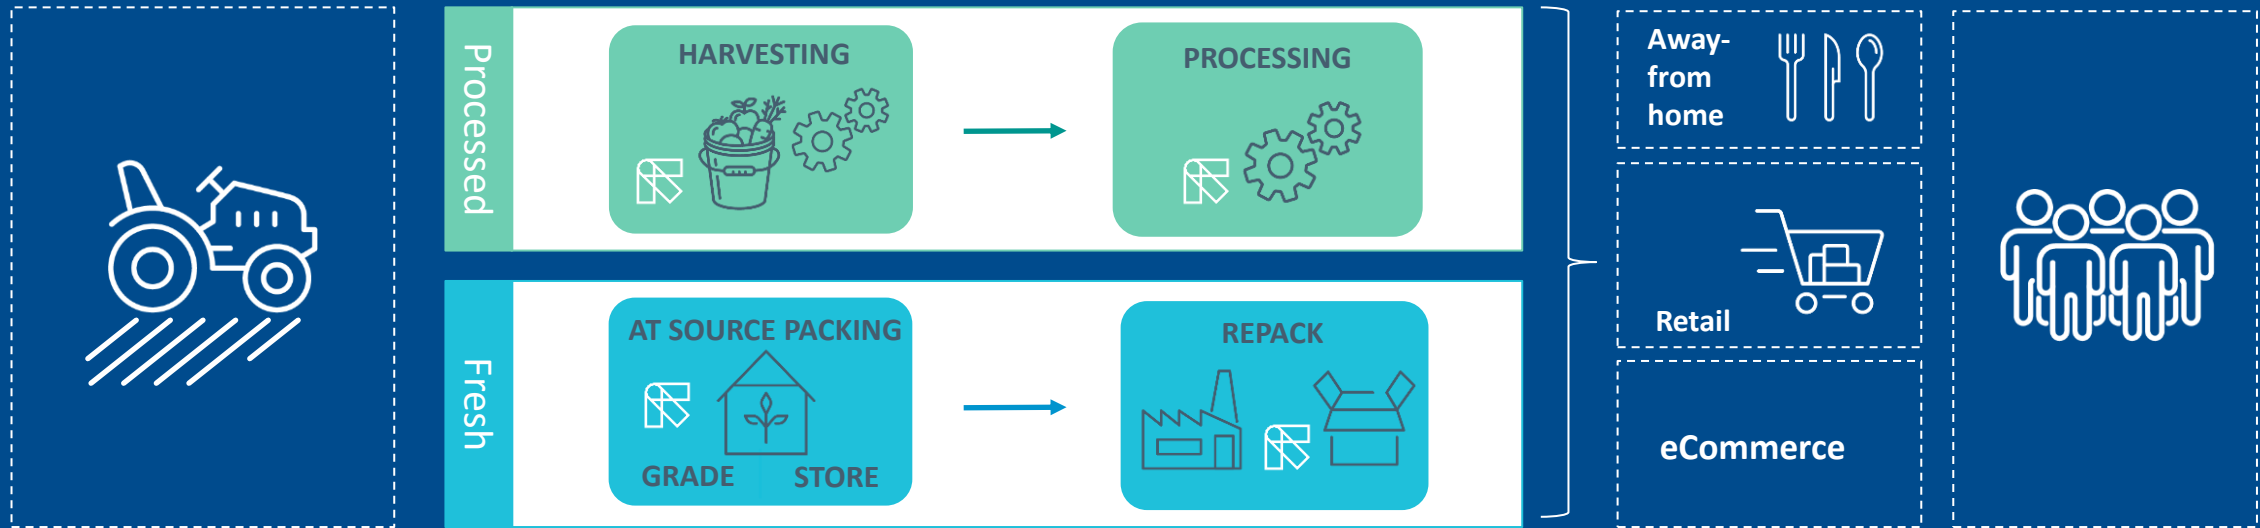 Processed
HARVESTING
PROCESSING
Fresh
AT SOURCE PACKING
GRADE
STORE
REPACK
Away-
from
home
Retail
eCommerce